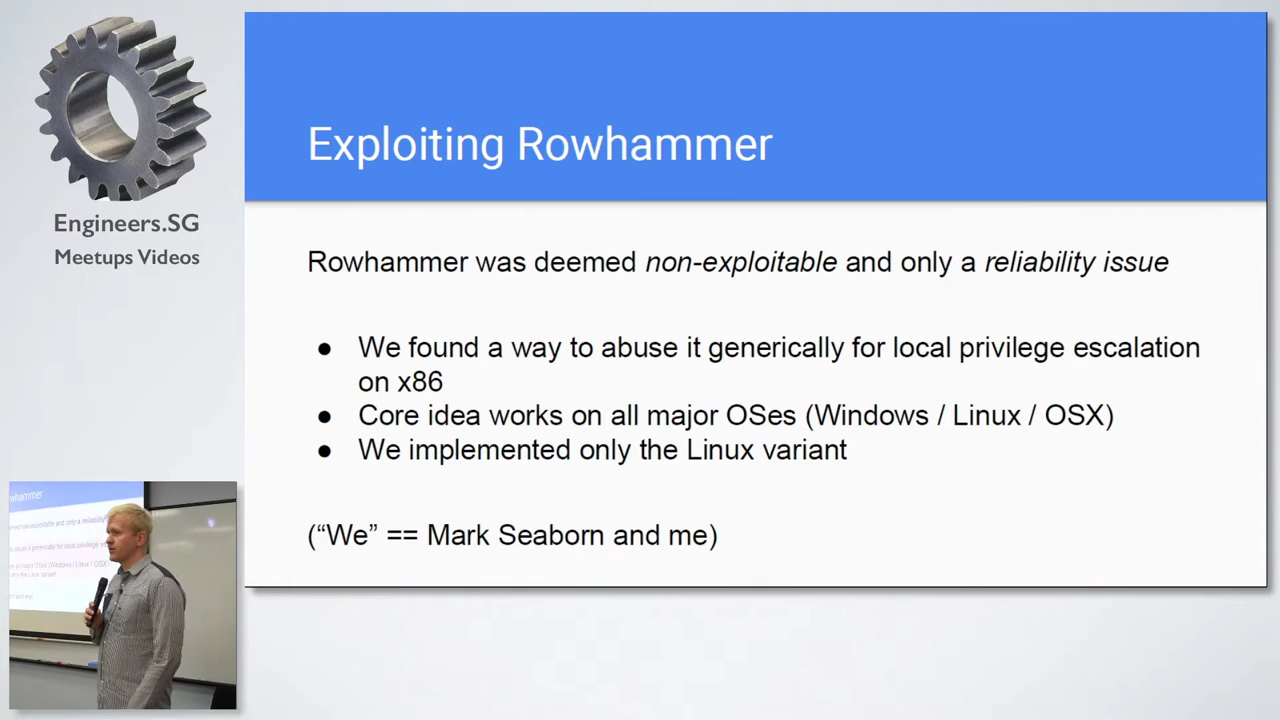 Engineers.SG
Meetups Videos
Exploiting Rowhammer
Rowhammer was deemed non-exploitable and only a reliability issue
● We found a way to abuse it generically for local privilege escalation
on x86
● Core idea works on all major OSes (Windows / Linux / OSX)
● We implemented only the Linux variant
(“We” == Mark Seaborn and me)